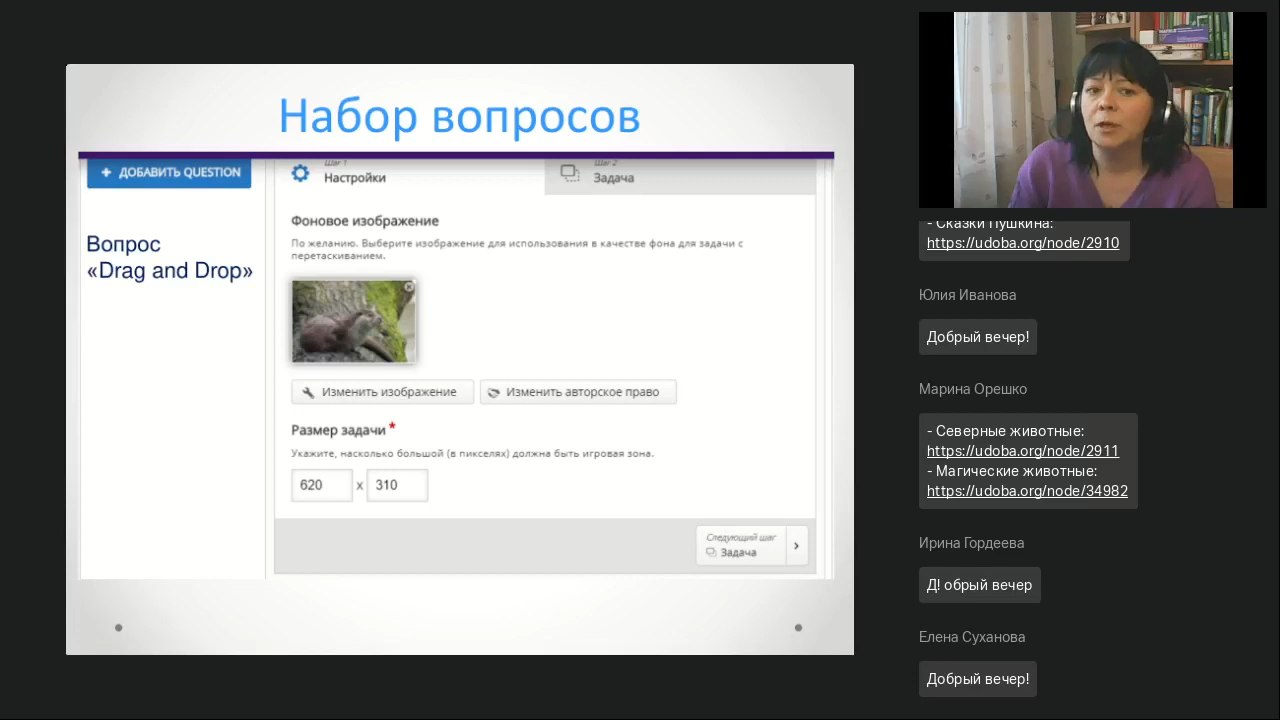 Набор вопросов
+ ДОБАВИТЬ QUESTION
Вопрос
«Drag and Drop»
Шаг 1
Настройки
Шаг 2
Задача
Фоновое изображение
По желанию. Выберите изображение для использования в качестве фона для задачи с
перетаскиванием.
Изменить изображение
Изменить авторское право
Размер задачи *
Укажите, насколько большой (в пикселях) должна быть игровая зона.
620 x 310
Следующий шаг
Задача
- Сказки Пушкина:
https://udoba.org/node/2910
Юлия Иванова
Добрый вечер!
Марина Орешко
- Северные животные:
https://udoba.org/node/2911
- Магические животные:
https://udoba.org/node/34982
Ирина Гордеева
Д! обрый вечер
Елена Суханова
Добрый вечер!